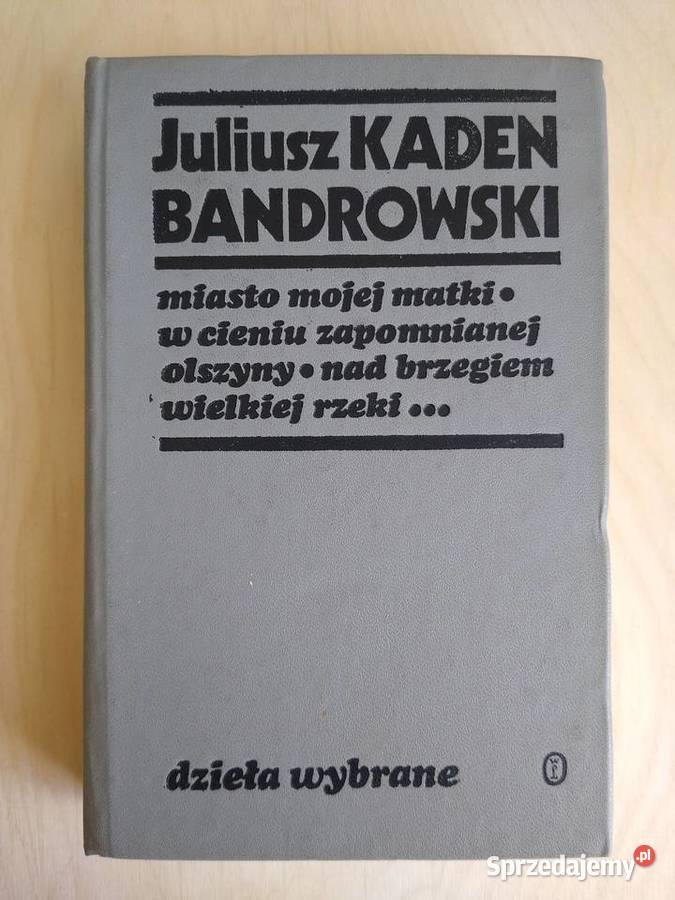 Juliusz KADEN
BANDROWSKI
miasto mojej matki •
w cieniu zapomnianej
olszyny • nad brzegiem
wielkiej rzeki •••
dzieła wybrane
Sprzedajemy.pl